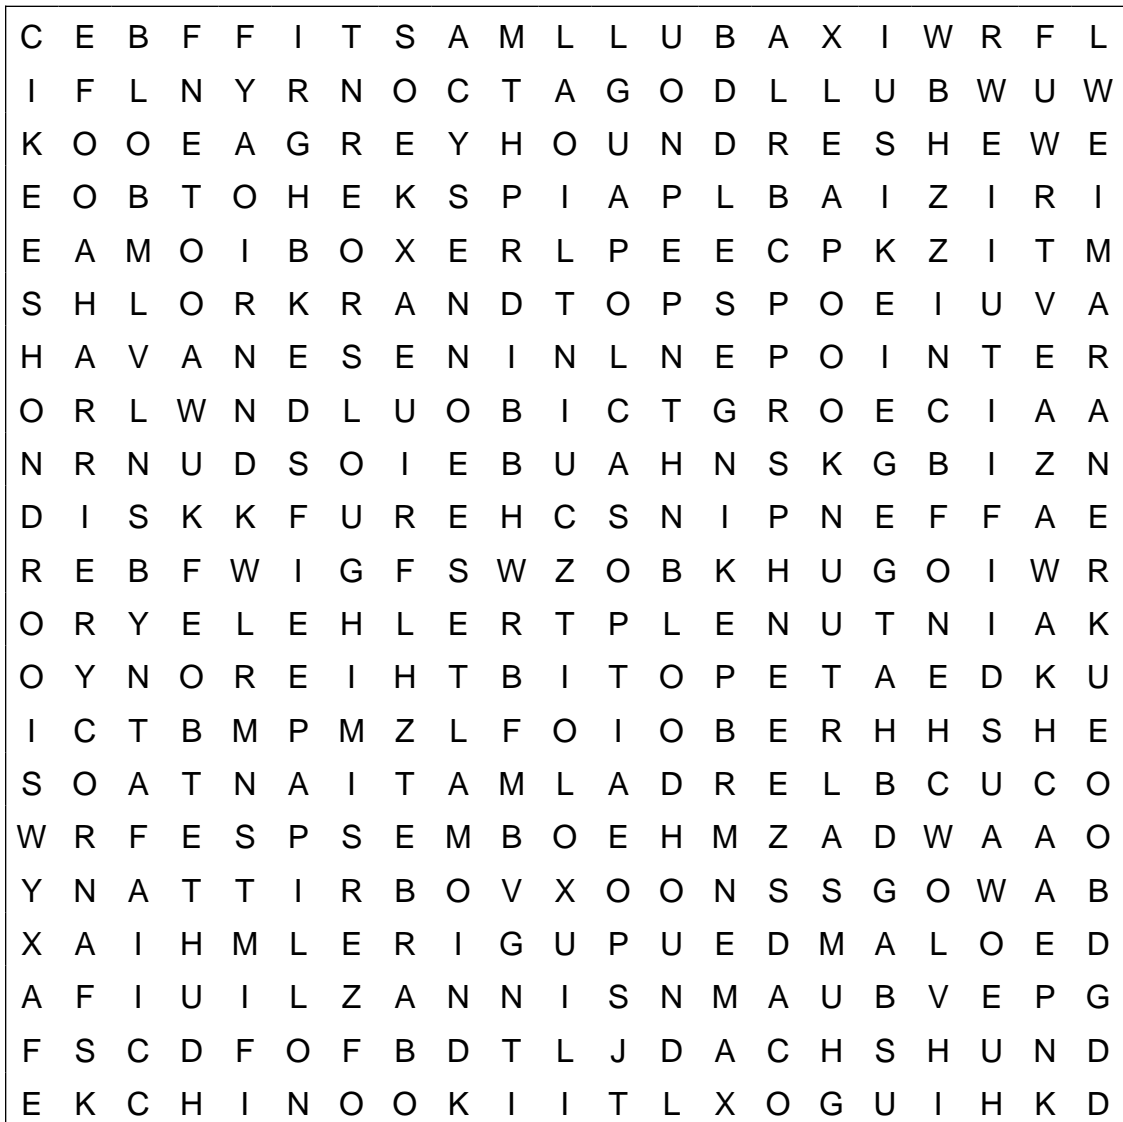 C E B F F I T S A M L L U B A X I W R F L
I F L N Y R N O C T A G O D L L U B W U W
K O O E A G R E Y H O U N D R E S H E W E
E O B T O H E K S P I A P L B A I Z I R I
E A M O I B O X E R L P E E C P K Z I T M
S H L O R K R A N D T O P S P O E I U V A
H A V A N E S E N I N L N E P O I N T E R
O R L W N D L U O B I C T G R O E C I A A
N R N U D S O I E B U A H N S K G B I Z N
D I S K K F U R E H C S N I P N E F F A E
R E B F W I G F S W Z O B K H U G O I W R
O R Y E L E H L E R T P L E N U T N I A K
O Y N O R E I H T B I T O P E T A E D K U
I C T B M P M Z L F O I O B E R H H S H E
S O A T N A I T A M L A D R E L B C U C O
W R F E S P S E M B O E H M Z A D W A A O
Y N A T T I R B O V X O O N S S G O W A B
X A I H M L E R I G U P U E D M A L O E D
A F I U I L Z A N N I S N M A U B V E P G
F S C D F O F B D T L J D A C H S H U N D
E K C H I N O O K I I T L X O G U I H K D